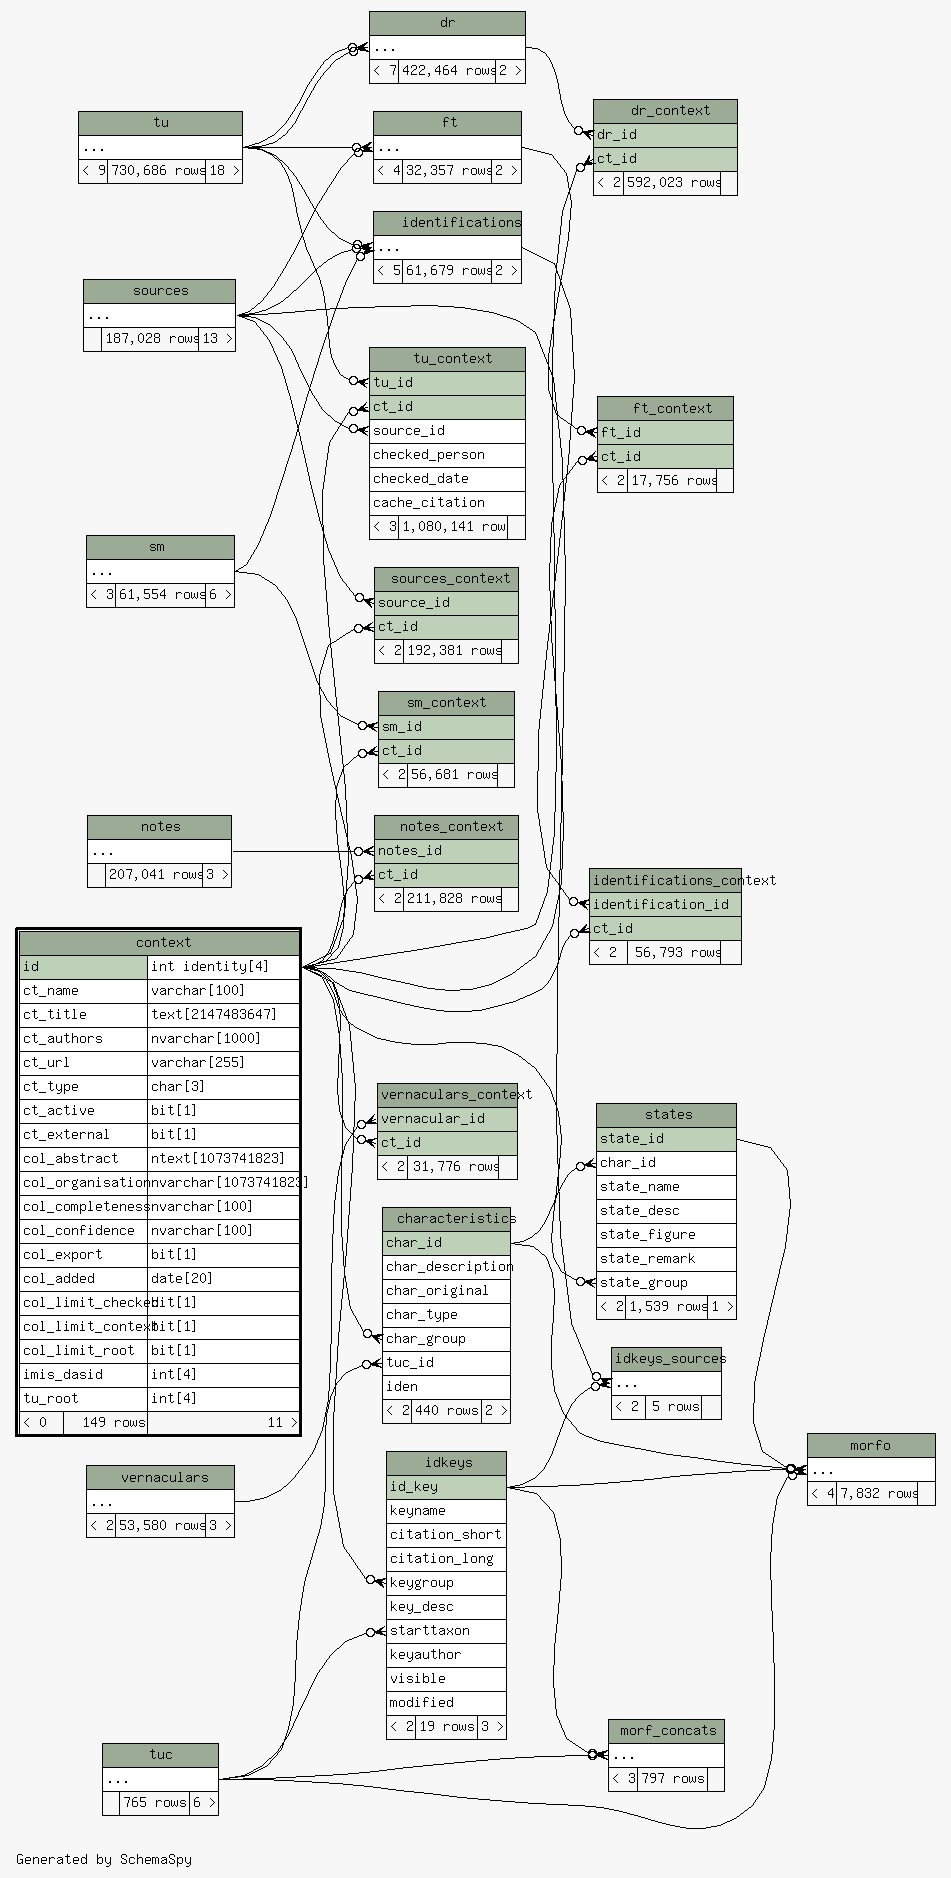 dr
...
< 7 422,464 rows 2 >
tu
...
< 9 730,686 rows 18 >
ft
...
< 4 32,357 rows 2 >
dr_context
dr_id
ct_id
< 2 592,023 rows
identifications
...
< 5 61,679 rows 2 >
sources
...
187,028 rows 13 >
tu_context
tu_id
ct_id
source_id
checked_person
checked_date
cache_citation
< 3 1,080,141 row
ft_context
ft_id
ct_id
< 2 17,756 rows
sm
...
< 3 61,554 rows 6 >
sources_context
source_id
ct_id
< 2 192,381 rows
sm_context
sm_id
ct_id
< 2 56,681 rows
notes
...
207,041 rows 3 >
notes_context
notes_id
ct_id
< 2 211,828 rows
identifications_context
identification_id
ct_id
< 2 56,793 rows
context
id int identity[4]
ct_name varchar[100]
ct_title text[2147483647]
ct_authors nvarchar[1000]
ct_url varchar[255]
ct_type char[3]
ct_active bit[1]
ct_external bit[1]
col_abstract ntext[1073741823]
col_organisation nvarchar[1073741823]
col_completeness nvarchar[100]
col_confidence nvarchar[100]
col_export bit[1]
col_added date[20]
col_limit_checked bit[1]
col_limit_context bit[1]
col_limit_root bit[1]
imis_dasid int[4]
tu_root int[4]
< 0 149 rows 11 >
vernaculars_context
vernacular_id
ct_id
< 2 31,776 rows
states
state_id
char_id
state_name
state_desc
state_figure
state_remark
state_group
< 2 1,539 rows 1 >
characteristics
char_id
char_description
char_original
char_type
char_group
tuc_id
iden
< 2 440 rows 2 >
idkeys_sources
...
< 2 5 rows
morfo
...
< 4 7,832 rows
vernaculars
...
< 2 53,580 rows 3 >
idkeys
id_key
keyname
citation_short
citation_long
keygroup
key_desc
starttaxon
keyauthor
visible
modified
< 2 19 rows 3 >
morf_concats
...
< 3 797 rows
tuc
...
765 rows 6 >
Generated by SchemaSpy